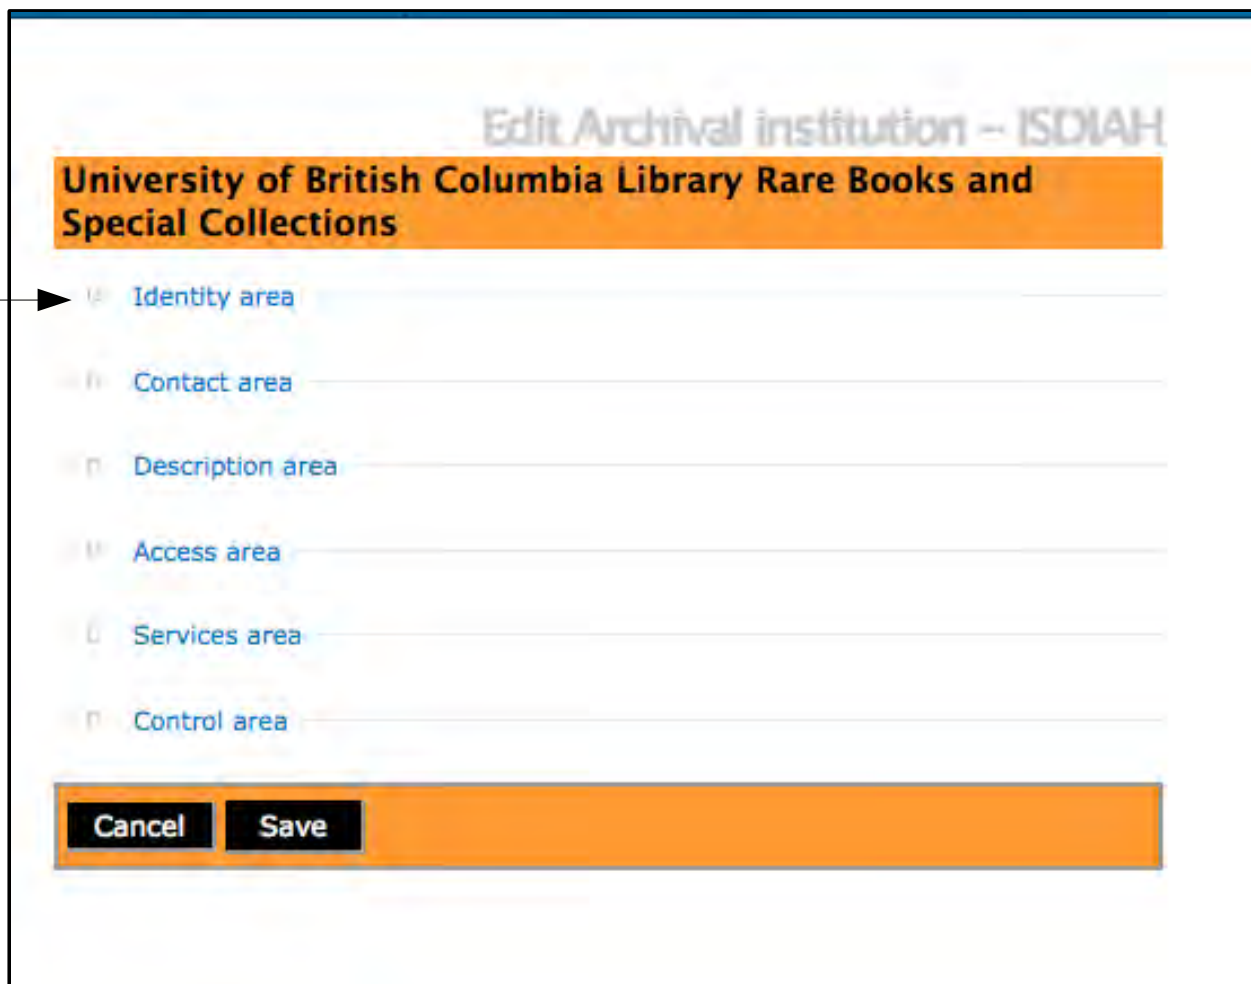 Edit Archival institution – ISDIAH
University of British Columbia Library Rare Books and
Special Collections
Identity area
Contact area
Description area
Access area
Services area
Control area
Cancel Save